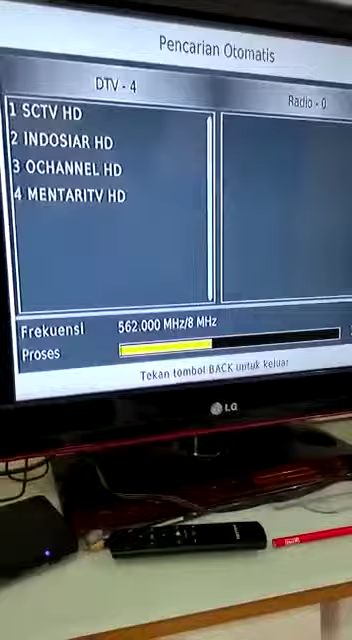 Pencarian Otomatis
DTV - 4
Radio - 0
1 SCTV HD
2 INDOSIAR HD
3 OCHANNEL HD
4 MENTARITV HD
Frekuensi 562.000 MHz/8 MHz
Proses
Tekan tombol BACK untuk keluar
LG